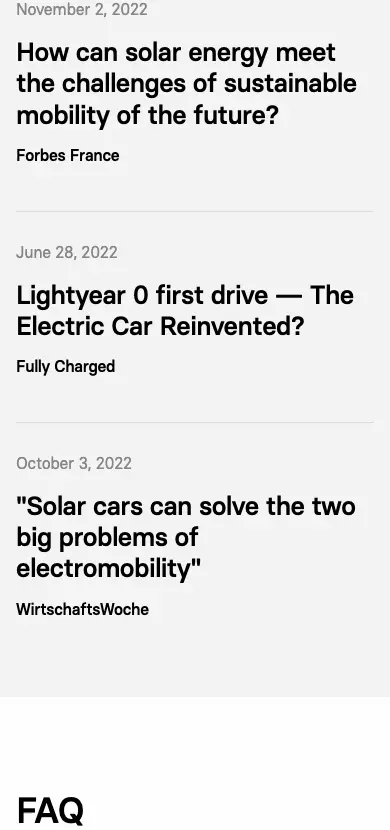 November 2, 2022
How can solar energy meet
the challenges of sustainable
mobility of the future?
Forbes France
June 28, 2022
Lightyear 0 first drive — The
Electric Car Reinvented?
Fully Charged
October 3, 2022
"Solar cars can solve the two
big problems of
electromobility"
WirtschaftsWoche
FAQ